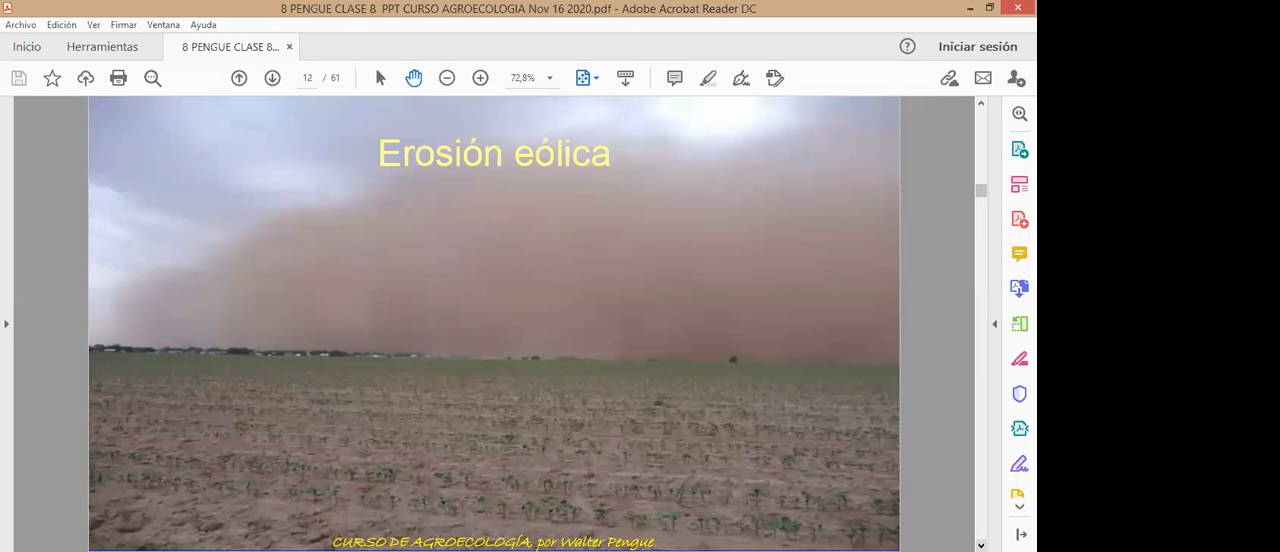 8 PENGUE CLASE 8 PPT CURSO AGROECOLOGIA Nov 16 2020.pdf - Adobe Acrobat Reader DC
Archivo Edición Ver Firmar Ventana Ayuda
Inicio Herramientas 8 PENGUE CLASE 8... × Iniciar sesión
12 / 61 72,8%
Erosión eólica
CURSO DE AGROECOLOGÍA, por Walter Pengue